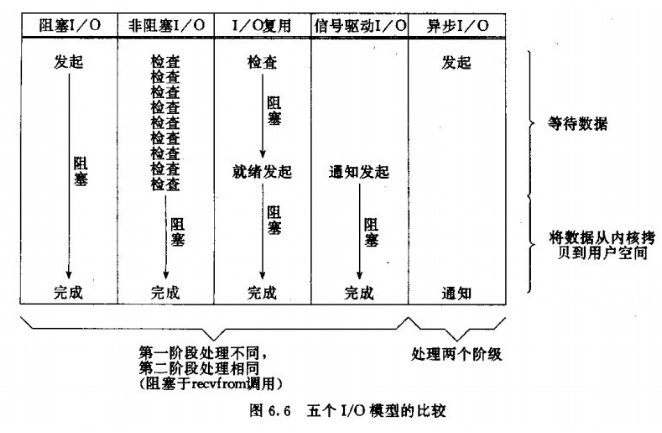 阻塞I/O 非阻塞I/O I/O复用 信号驱动I/O 异步I/O
发起 检查 检查 发起
检查
检查
检查
检查
检查
检查
检查
检查
阻塞
阻塞
等待数据
就绪发起 通知发起
阻塞
阻塞
阻塞
将数据从内核拷
贝到用户空间
完成 完成 完成 完成 通知
第一阶段处理不同，
第二阶段处理相同
（阻塞于recvfrom调用）
处理两个阶级
图 6.6 五个 I/O 模型的比较